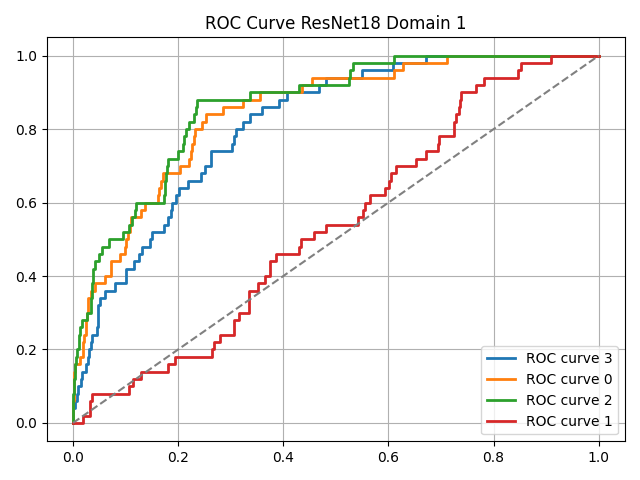 ROC Curve ResNet18 Domain 1
1.0
0.8
0.6
0.4
0.2
0.0
ROC curve 3
ROC curve 0
ROC curve 2
ROC curve 1
0.0 0.2 0.4 0.6 0.8 1.0